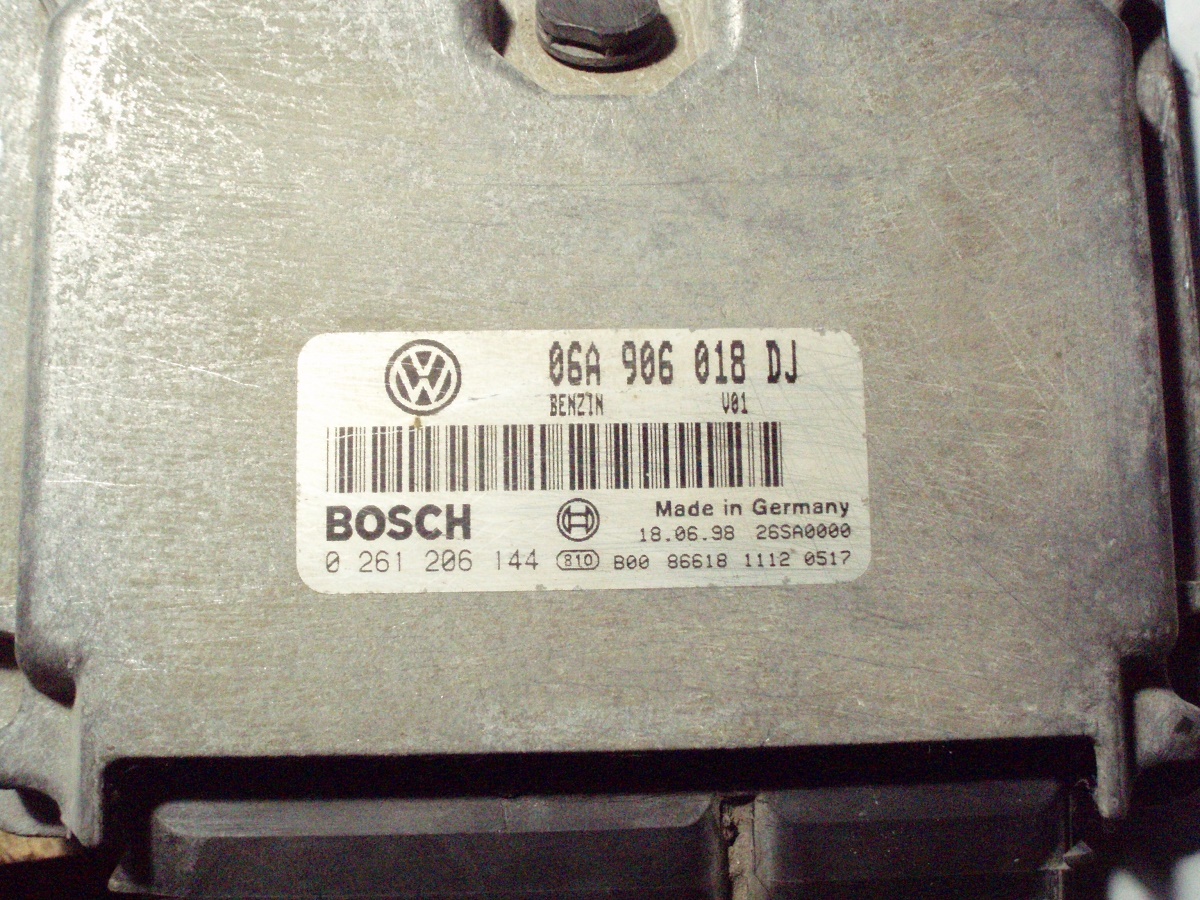 06A 906 018 DJ
BENZIN V01
BOSCH
Made in Germany
18.06.98 26SA0000
0 261 206 144 810 B00 86618 1112 0517